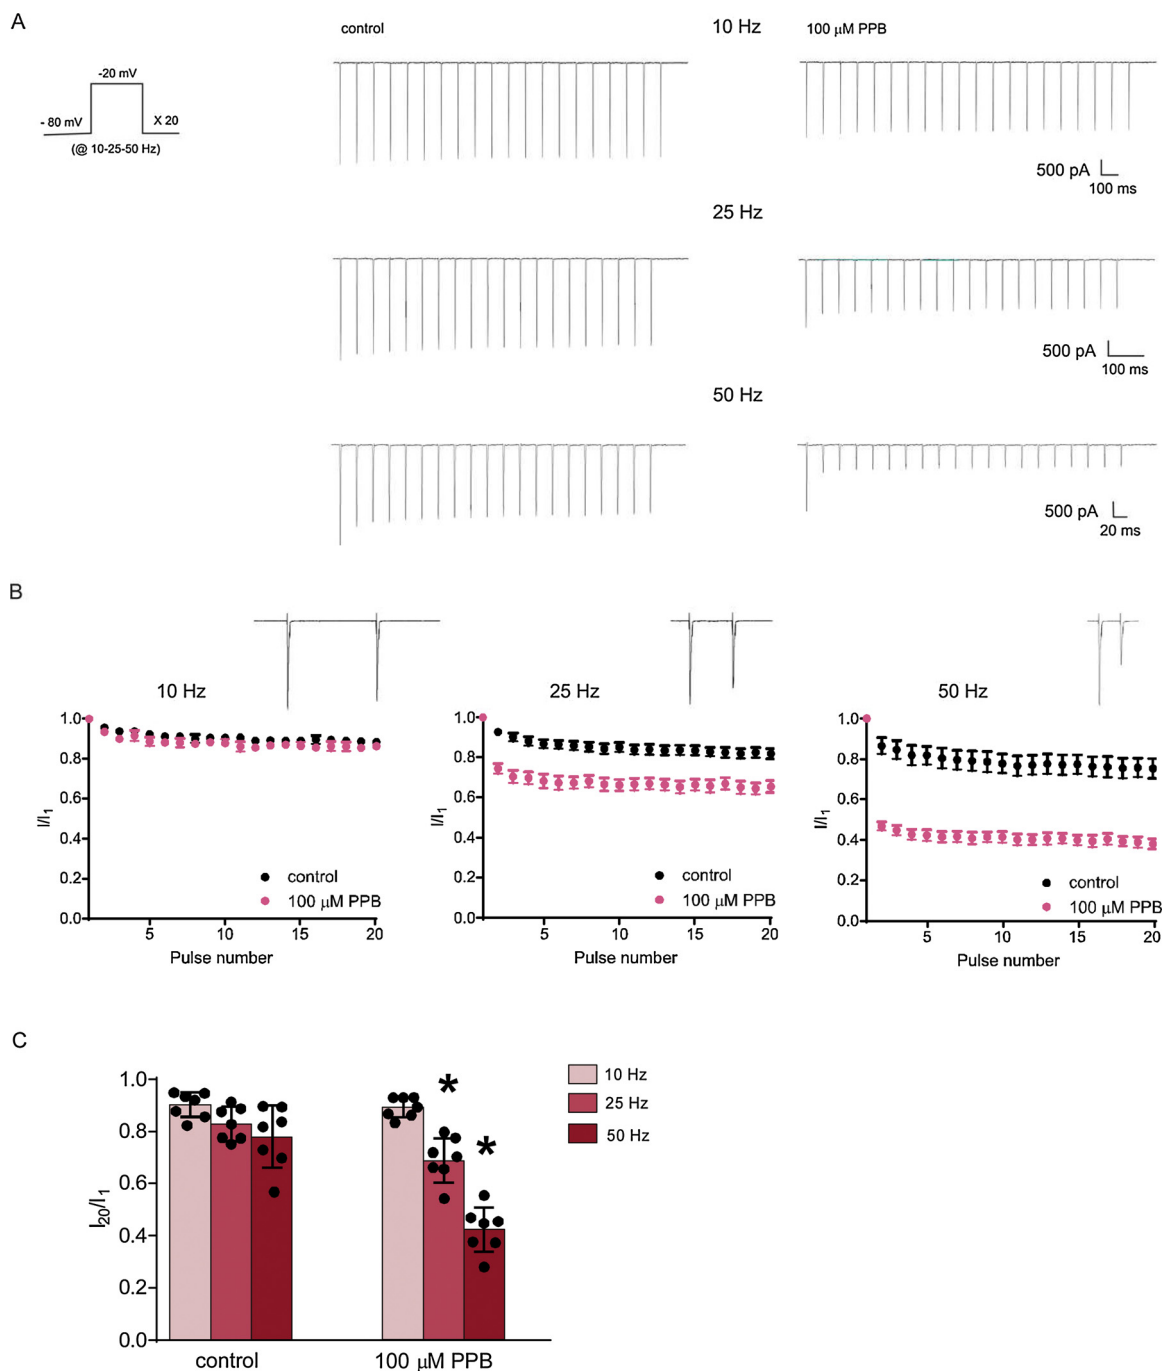 A
control
10 Hz
100 μM PPB
-20 mV
- 80 mV
X 20
(@ 10-25-50 Hz)
500 pA
100 ms
25 Hz
500 pA
100 ms
50 Hz
500 pA
20 ms
B
10 Hz
25 Hz
50 Hz
I/I1
1.0
0.8
0.6
0.4
0.2
0.0
control
100 μM PPB
5
10
15
20
Pulse number
I/I1
1.0
0.8
0.6
0.4
0.2
0.0
control
100 μM PPB
5
10
15
20
Pulse number
I/I1
1.0
0.8
0.6
0.4
0.2
0.0
control
100 μM PPB
5
10
15
20
Pulse number
C
I20/I1
1.0
0.8
0.6
0.4
0.2
0.0
*
*
10 Hz
25 Hz
50 Hz
control
100 μM PPB